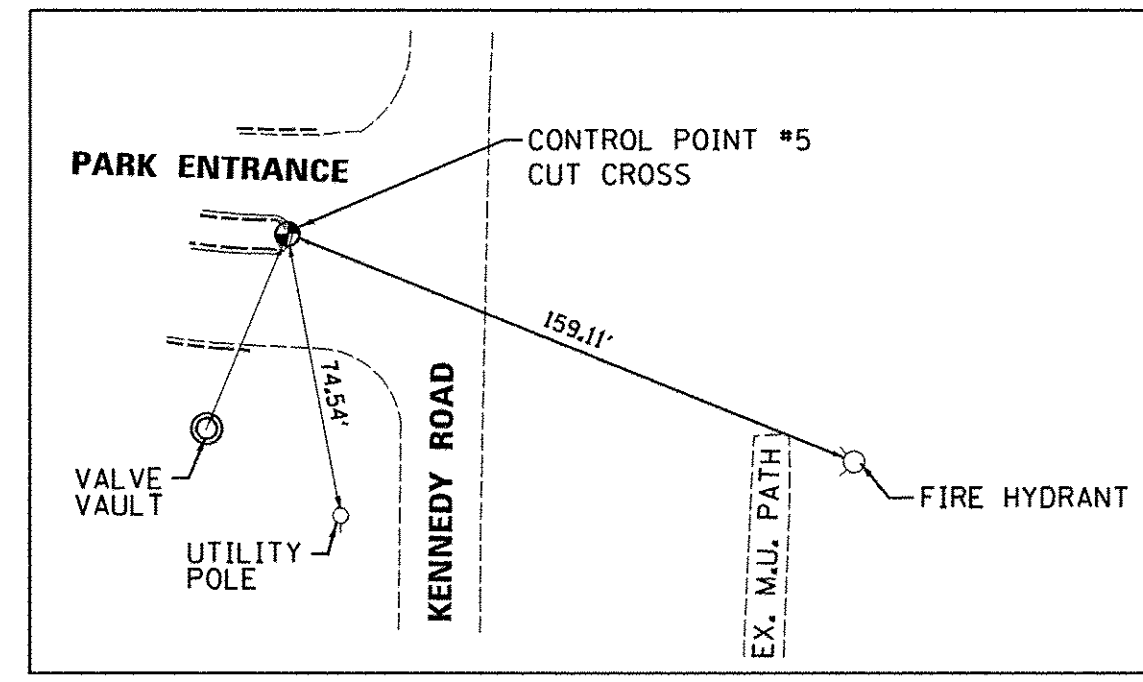 CONTROL POINT #5
CUT CROSS
PARK ENTRANCE
159.11'
74.54'
KENNEDY ROAD
VALVE
VAULT
UTILITY
POLE
EX. M.U. PATH
FIRE HYDRANT